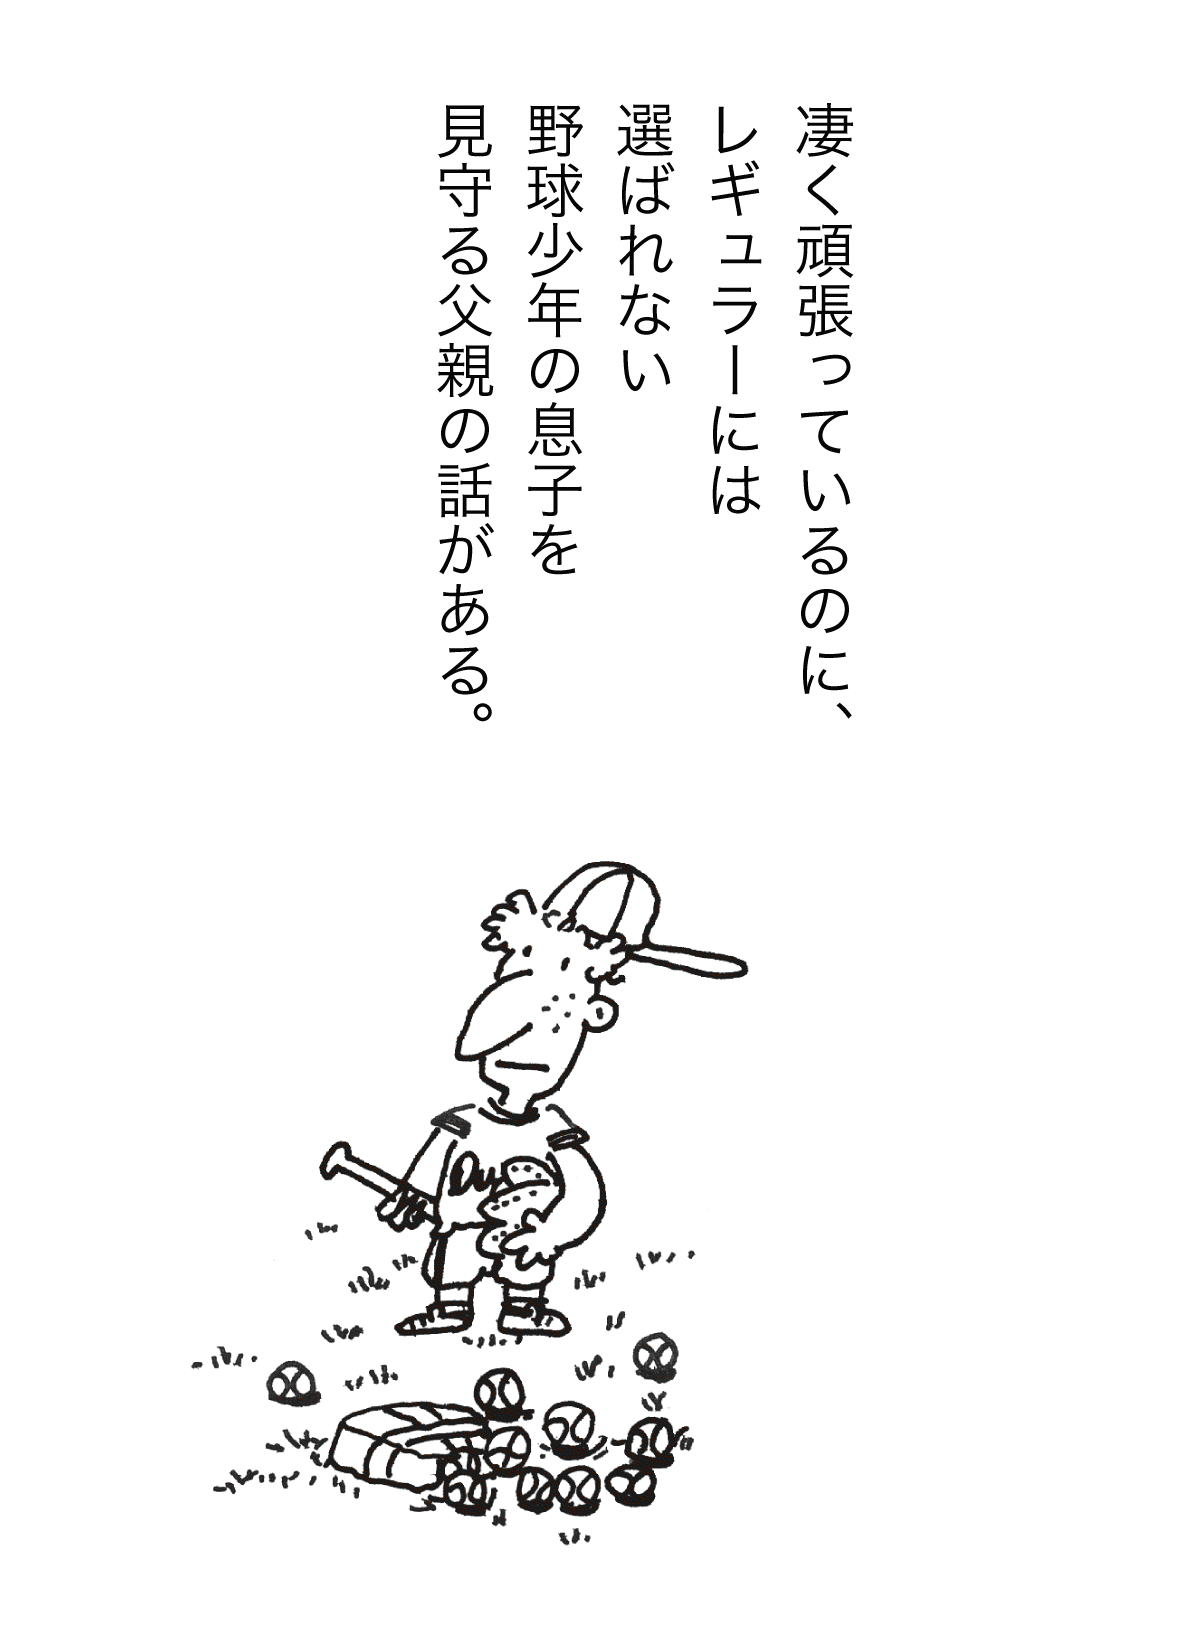 凄く頑張っているのに、
レギュラーには
選ばれない
野球少年の息子を
見守る父親の話がある。